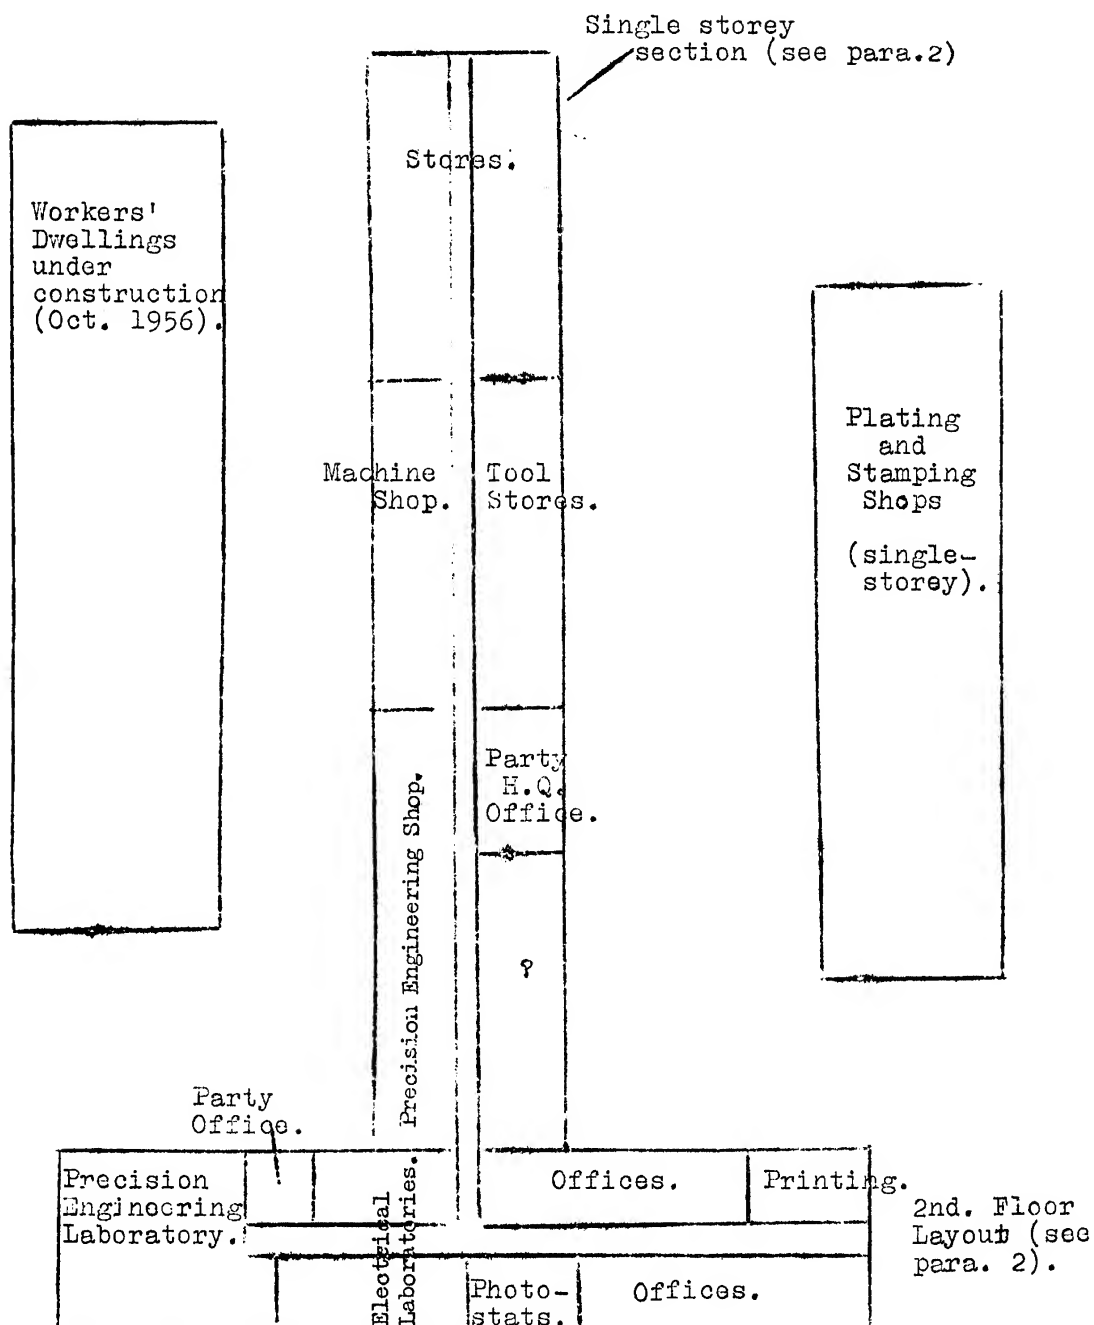 Single storey
section (see para.2)
Stores.
Workers'
Dwellings
under
construction
(Oct. 1956).
Plating
and
Stamping
Shops
(single-
storey).
Machine
Shop.
Tool
Stores.
Party
H.Q.
Office.
Precision Engineering Shop.
?
Party
Office.
Precision
Engineering
Laboratory.
Electrical
Laboratories.
Offices.
Printing.
2nd. Floor
Layout (see
para. 2).
Photo-
stats.
Offices.